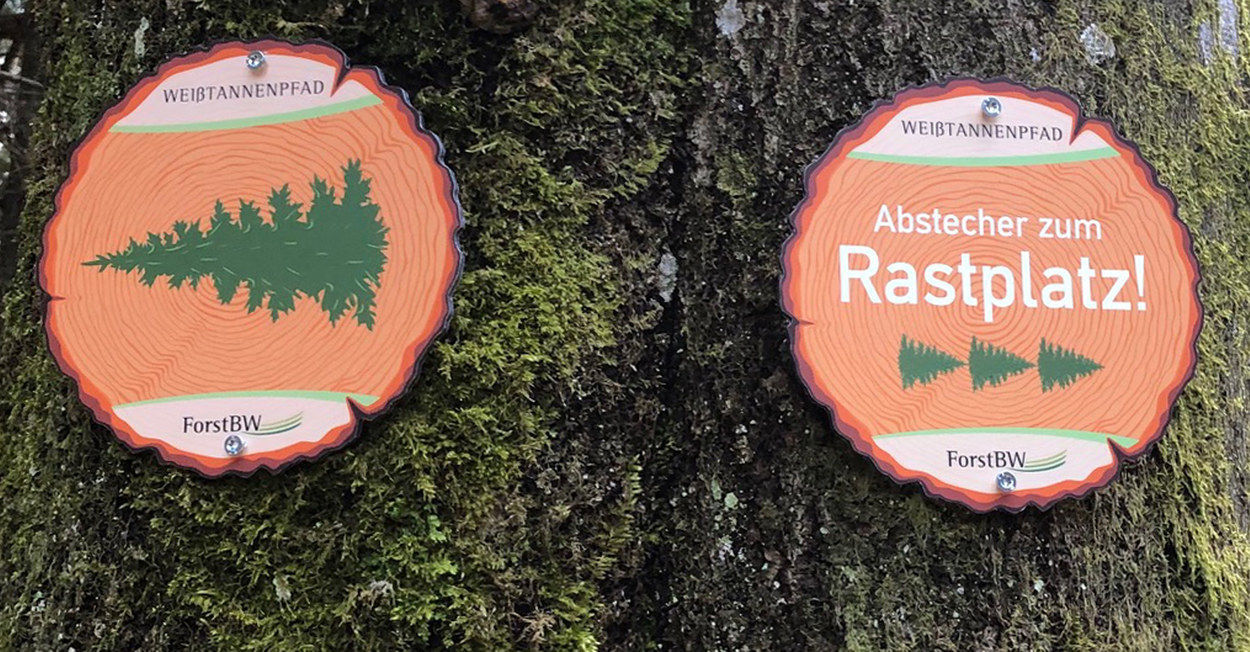 WEIßTANNENPFAD
ForstBW
WEIßTANNENPFAD
Abstecher zum
Rastplatz!
ForstBW